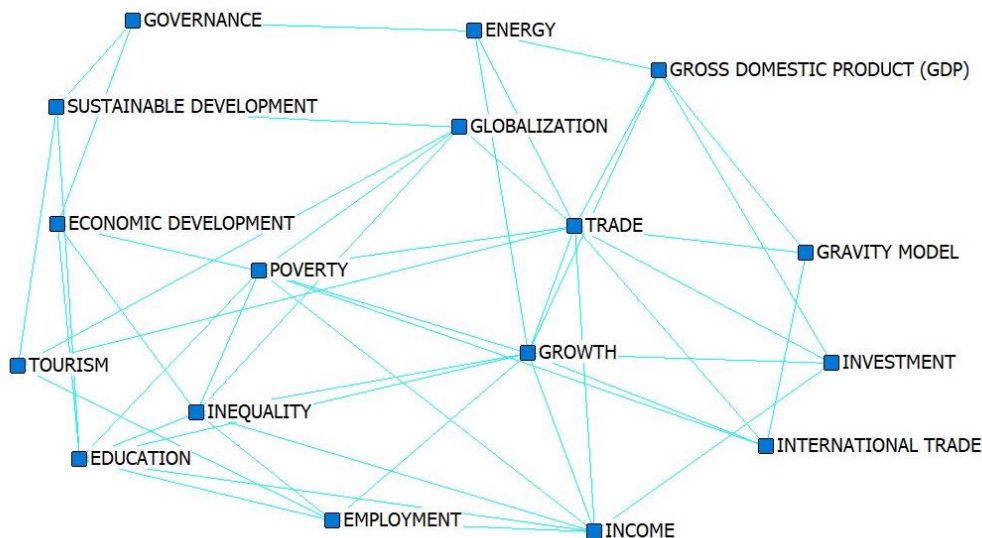 GOVERNANCE
ENERGY
GROSS DOMESTIC PRODUCT (GDP)
SUSTAINABLE DEVELOPMENT
GLOBALIZATION
ECONOMIC DEVELOPMENT
TRADE
GRAVITY MODEL
POVERTY
GROWTH
INVESTMENT
TOURISM
INEQUALITY
INTERNATIONAL TRADE
EDUCATION
EMPLOYMENT
INCOME